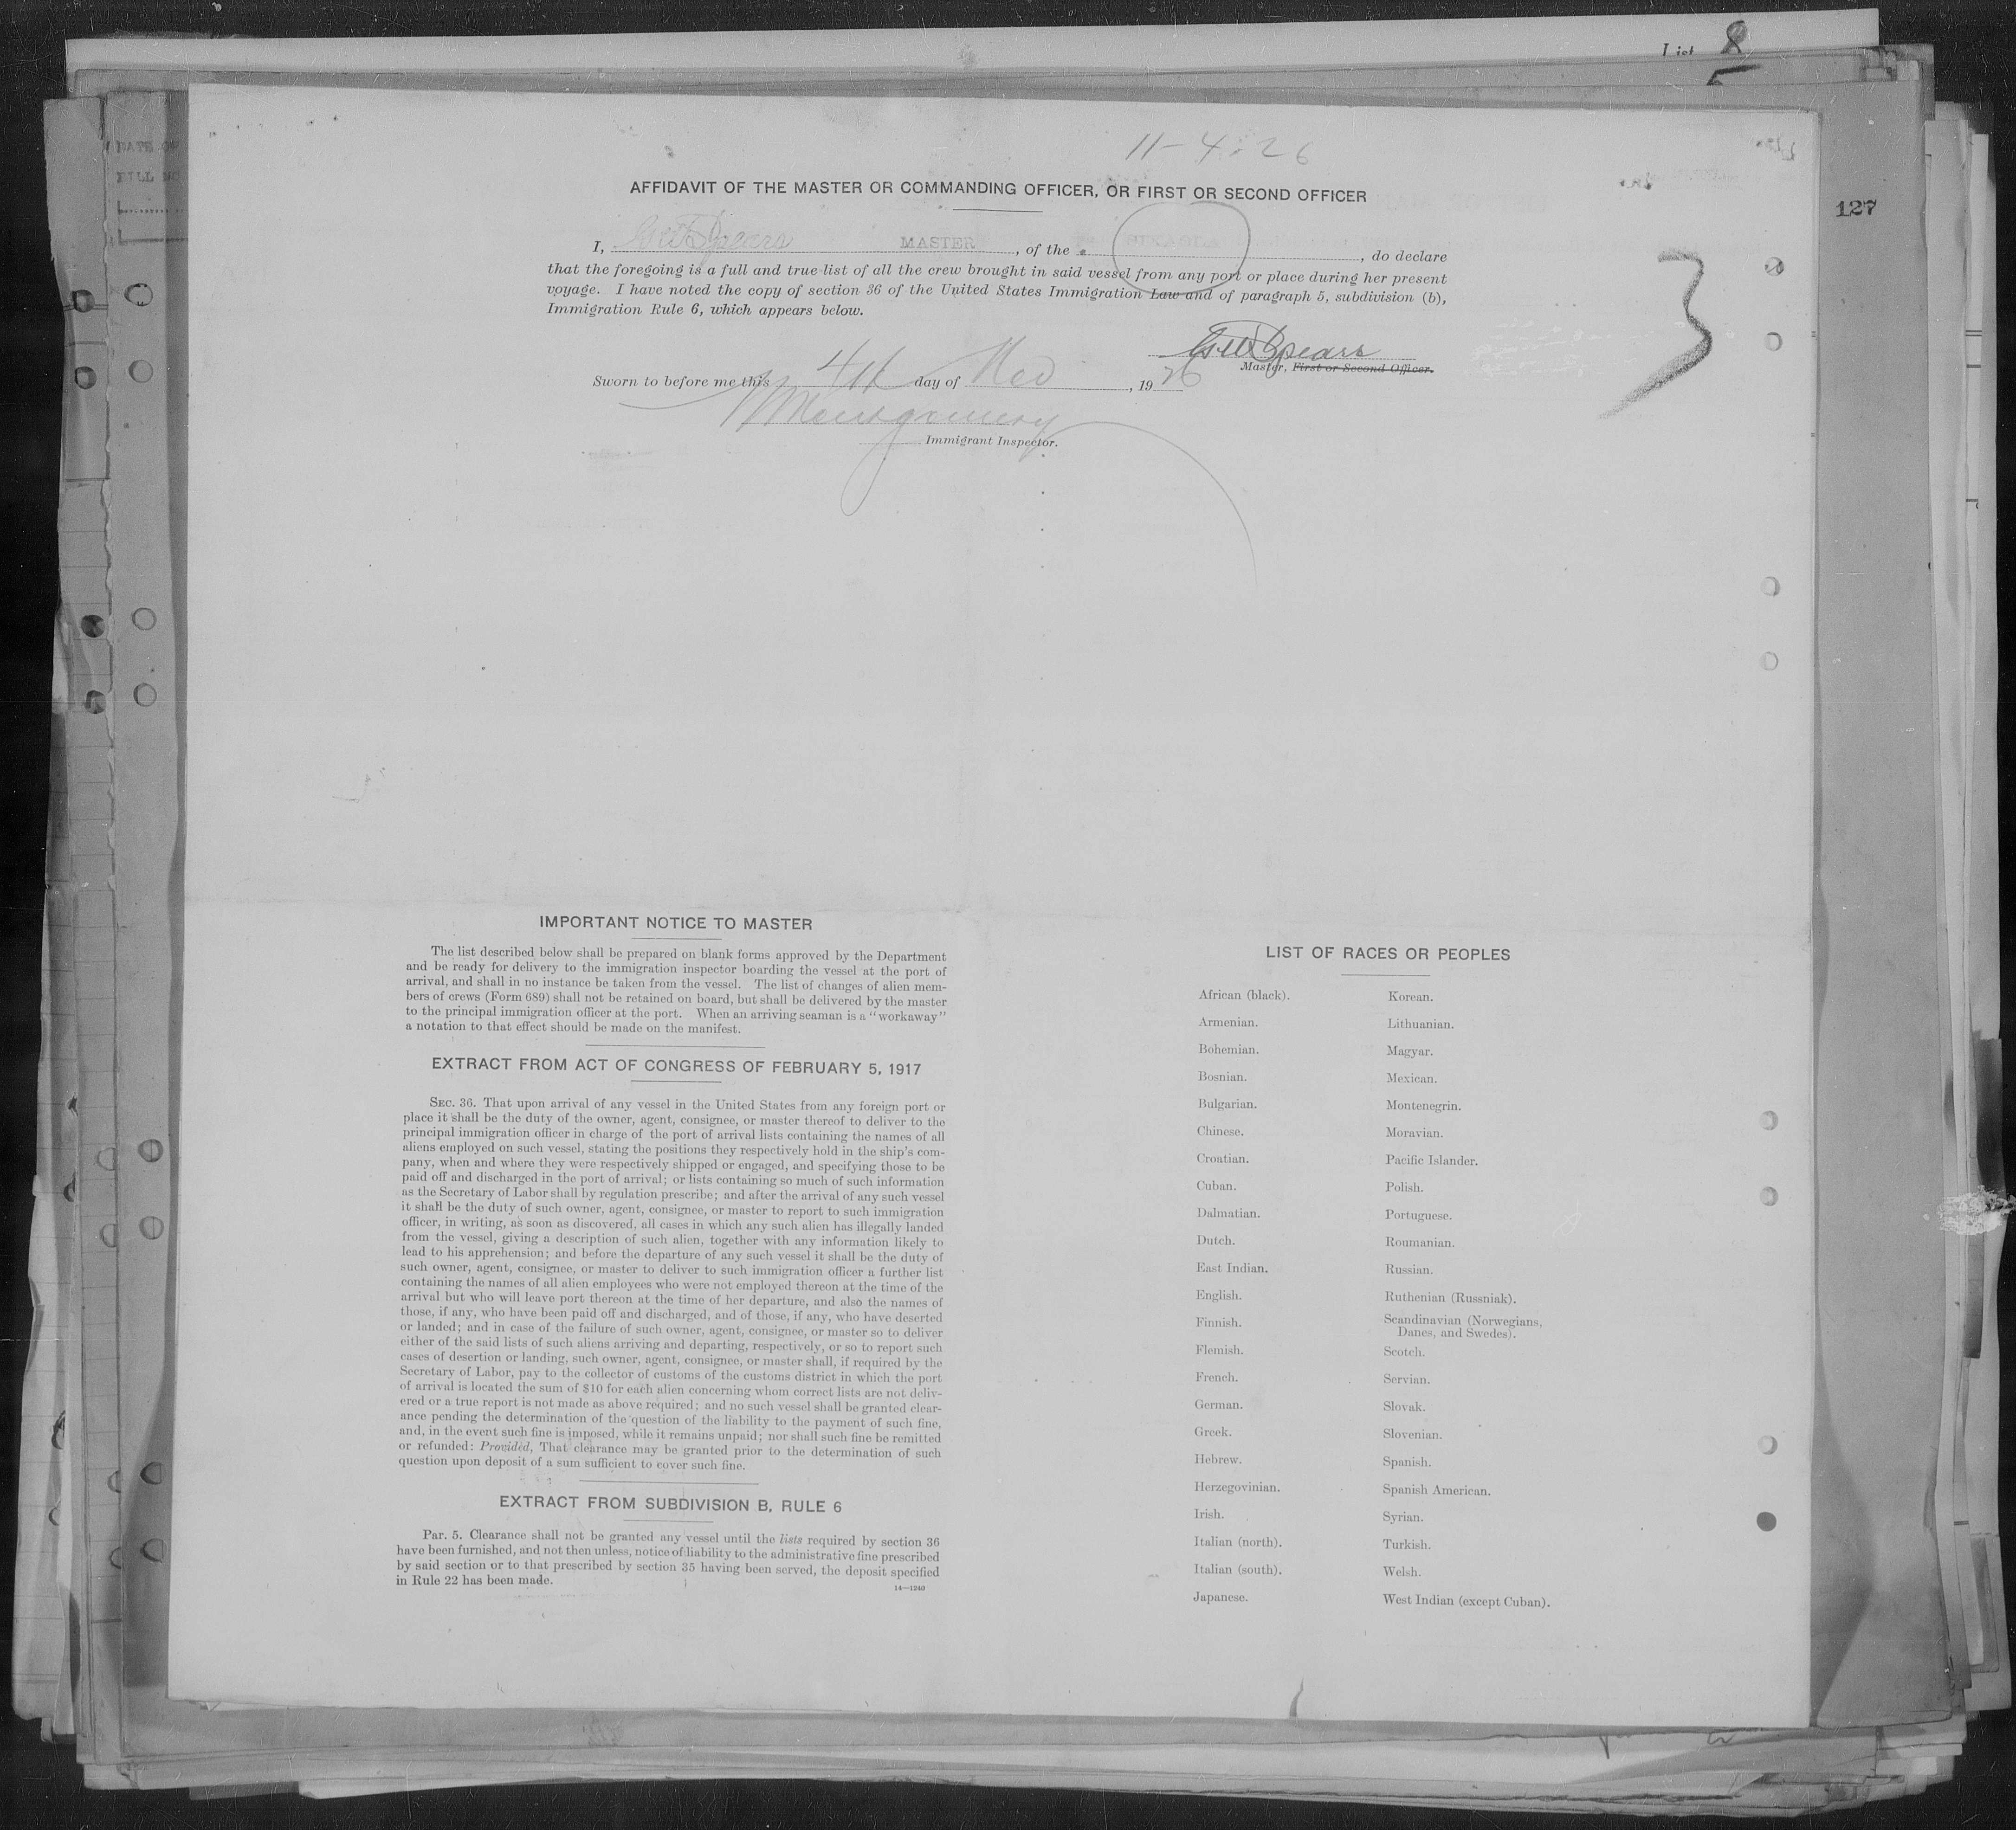 List 8
5
DATE OF
BILL NO
127
11-4-26
AFFIDAVIT OF THE MASTER OR COMMANDING OFFICER, OR FIRST OR SECOND OFFICER
I, Spears MASTER, of the SIXAOLA, do declare
that the foregoing is a full and true list of all the crew brought in said vessel from any port or place during her present
voyage. I have noted the copy of section 36 of the United States Immigration Law and of paragraph 5, subdivision (b),
Immigration Rule 6, which appears below.
3
Spears
Master, First or Second Officer.
Sworn to before me this 4th day of Nov, 1926
Montgomery
Immigrant Inspector.
IMPORTANT NOTICE TO MASTER
The list described below shall be prepared on blank forms approved by the Department
and be ready for delivery to the immigration inspector boarding the vessel at the port of
arrival, and shall in no instance be taken from the vessel. The list of changes of alien mem-
bers of crews (Form 689) shall not be retained on board, but shall be delivered by the master
to the principal immigration officer at the port. When an arriving seaman is a "workaway"
a notation to that effect should be made on the manifest.
EXTRACT FROM ACT OF CONGRESS OF FEBRUARY 5, 1917
SEC. 36. That upon arrival of any vessel in the United States from any foreign port or
place it shall be the duty of the owner, agent, consignee, or master thereof to deliver to the
principal immigration officer in charge of the port of arrival lists containing the names of all
aliens employed on such vessel, stating the positions they respectively hold in the ship's com-
pany, when and where they were respectively shipped or engaged, and specifying those to be
paid off and discharged in the port of arrival; or lists containing so much of such information
as the Secretary of Labor shall by regulation prescribe; and after the arrival of any such vessel
it shall be the duty of such owner, agent, consignee, or master to report to such immigration
officer, in writing, as soon as discovered, all cases in which any such alien has illegally landed
from the vessel, giving a description of such alien, together with any information likely to
lead to his apprehension; and before the departure of any such vessel it shall be the duty of
such owner, agent, consignee, or master to deliver to such immigration officer a further list
containing the names of all alien employees who were not employed thereon at the time of the
arrival but who will leave port thereon at the time of her departure, and also the names of
those, if any, who have been paid off and discharged, and of those, if any, who have deserted
or landed; and in case of the failure of such owner, agent, consignee, or master so to deliver
either of the said lists of such aliens arriving and departing, respectively, or so to report such
cases of desertion or landing, such owner, agent, consignee, or master shall, if required by the
Secretary of Labor, pay to the collector of customs of the customs district in which the port
of arrival is located the sum of $10 for each alien concerning whom correct lists are not deliv-
ered or a true report is not made as above required; and no such vessel shall be granted clear-
ance pending the determination of the question of the liability to the payment of such fine,
and, in the event such fine is imposed, while it remains unpaid; nor shall such fine be remitted
or refunded: Provided, That clearance may be granted prior to the determination of such
question upon deposit of a sum sufficient to cover such fine.
EXTRACT FROM SUBDIVISION B, RULE 6
Par. 5. Clearance shall not be granted any vessel until the lists required by section 36
have been furnished, and not then unless, notice of liability to the administrative fine prescribed
by said section or to that prescribed by section 35 having been served, the deposit specified
in Rule 22 has been made.
14—1240
LIST OF RACES OR PEOPLES
African (black).
Armenian.
Bohemian.
Bosnian.
Bulgarian.
Chinese.
Croatian.
Cuban.
Dalmatian.
Dutch.
East Indian.
English.
Finnish.
Flemish.
French.
German.
Greek.
Hebrew.
Herzegovinian.
Irish.
Italian (north).
Italian (south).
Japanese.
Korean.
Lithuanian.
Magyar.
Mexican.
Montenegrin.
Moravian.
Pacific Islander.
Polish.
Portuguese.
Roumanian.
Russian.
Ruthenian (Russniak).
Scandinavian (Norwegians,
Danes, and Swedes).
Scotch.
Servian.
Slovak.
Slovenian.
Spanish.
Spanish American.
Syrian.
Turkish.
Welsh.
West Indian (except Cuban).